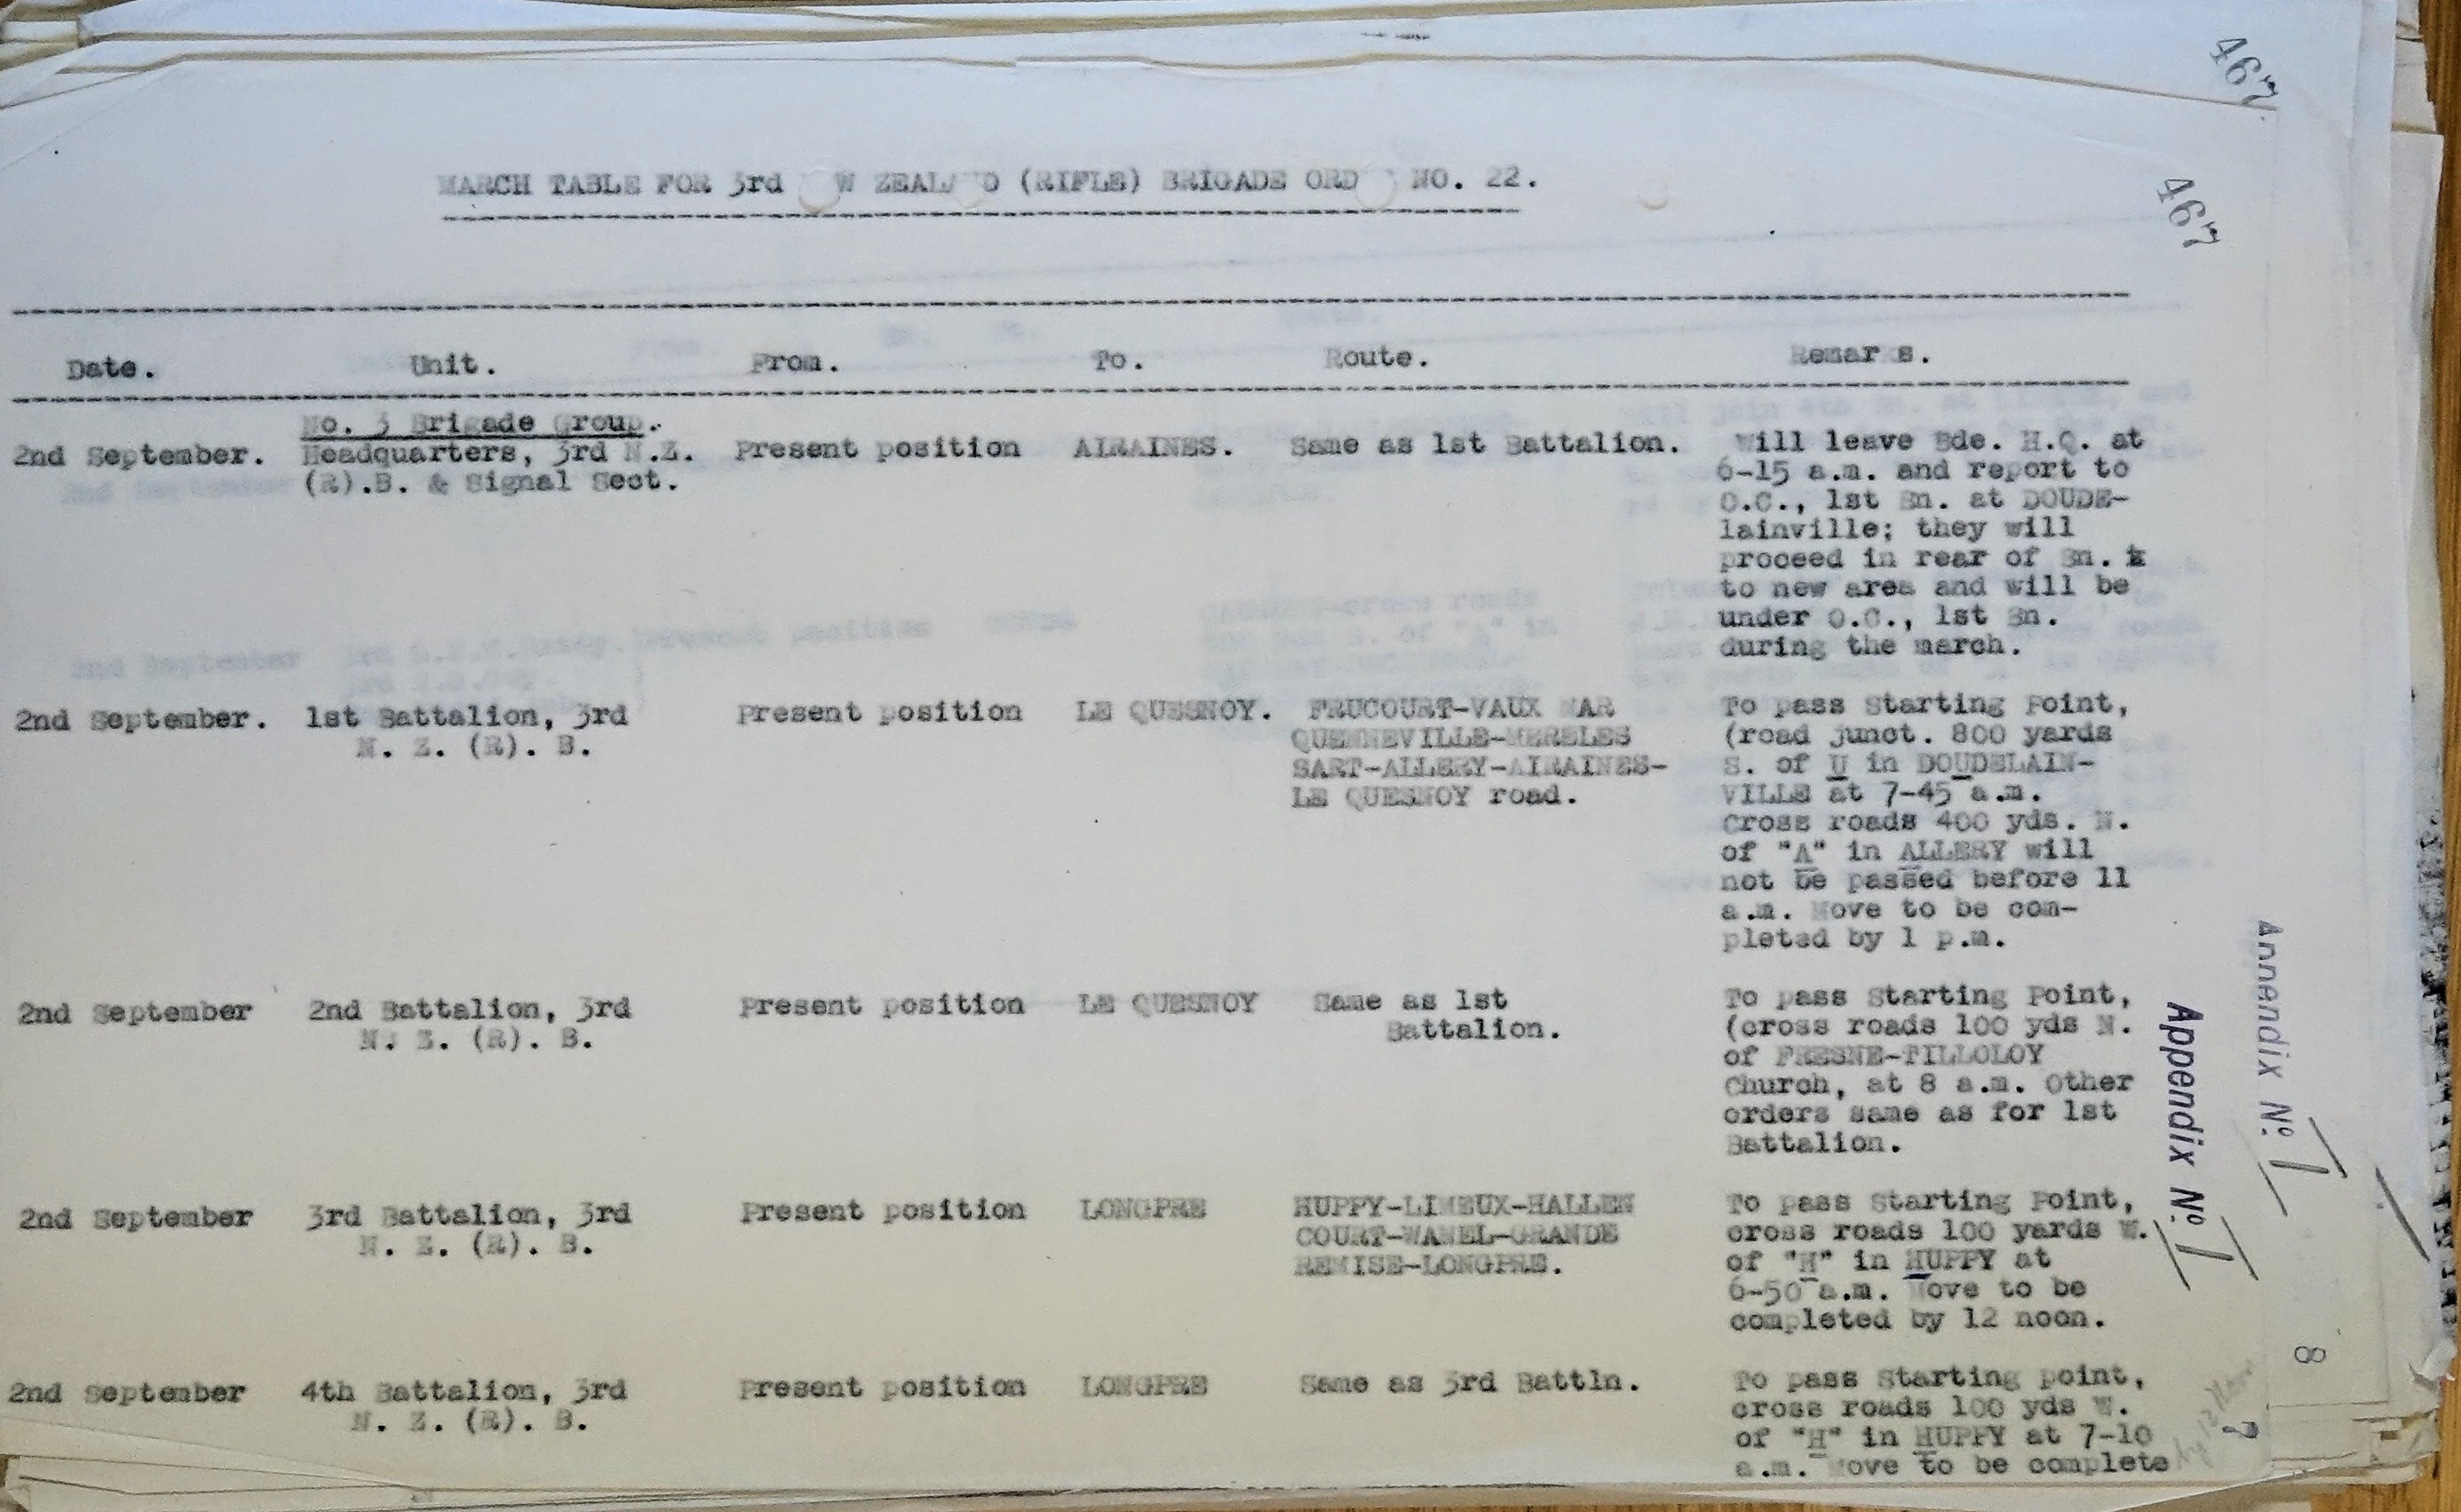 467
467
MARCH TABLE FOR 3rd W ZEALA D (RIFLE) BRIGADE ORD NO. 22.
Date. Unit. From. To. Route. Remarks.
No. 3 Brigade Group.
2nd September. Headquarters, 3rd N.Z. Present position AIRAINES. Same as 1st Battalion. Will leave Bde. H.Q. at
(R).B. & Signal Sect. 6-15 a.m. and report to
O.C., 1st Bn. at DOUDE-
lainville; they will
proceed in rear of Bn.
to new area and will be
under O.C., 1st Bn.
during the march.
2nd September. 1st Battalion, 3rd Present position LE QUESNOY. FRUCOURT-VAUX MAR To pass Starting Point,
N. Z. (R). B. QUENNEVILLE-MERELES (road junct. 800 yards
SART-ALLERY-AIRAINES- S. of U in DOUDELAIN-
LE QUESNOY road. VILLE at 7-45 a.m.
Cross roads 400 yds. N.
of "A" in ALLERY will
not be passed before 11
a.m. Move to be com-
pleted by 1 p.m.
2nd September 2nd Battalion, 3rd Present position LE QUESNOY Same as 1st To pass Starting Point,
N. Z. (R). B. Battalion. (cross roads 100 yds N.
of FRESNE-TILLOLOY
Church, at 8 a.m. Other
orders same as for 1st
Battalion.
2nd September 3rd Battalion, 3rd Present position LONGPRE HUPPY-LIMEUX-HALLEN To pass Starting Point,
N. Z. (R). B. COURT-WANEL-GRANDE cross roads 100 yards W.
REMISE-LONGPRE. of "H" in HUPPY at
6-50 a.m. Move to be
completed by 12 noon.
2nd September 4th Battalion, 3rd Present position LONGPRE Same as 3rd Battln. To pass Starting point,
N. Z. (R). B. cross roads 100 yds W.
of "H" in HUPPY at 7-10
a.m. Move to be complete
Appendix No. 1
Appendix No. 1
8
?